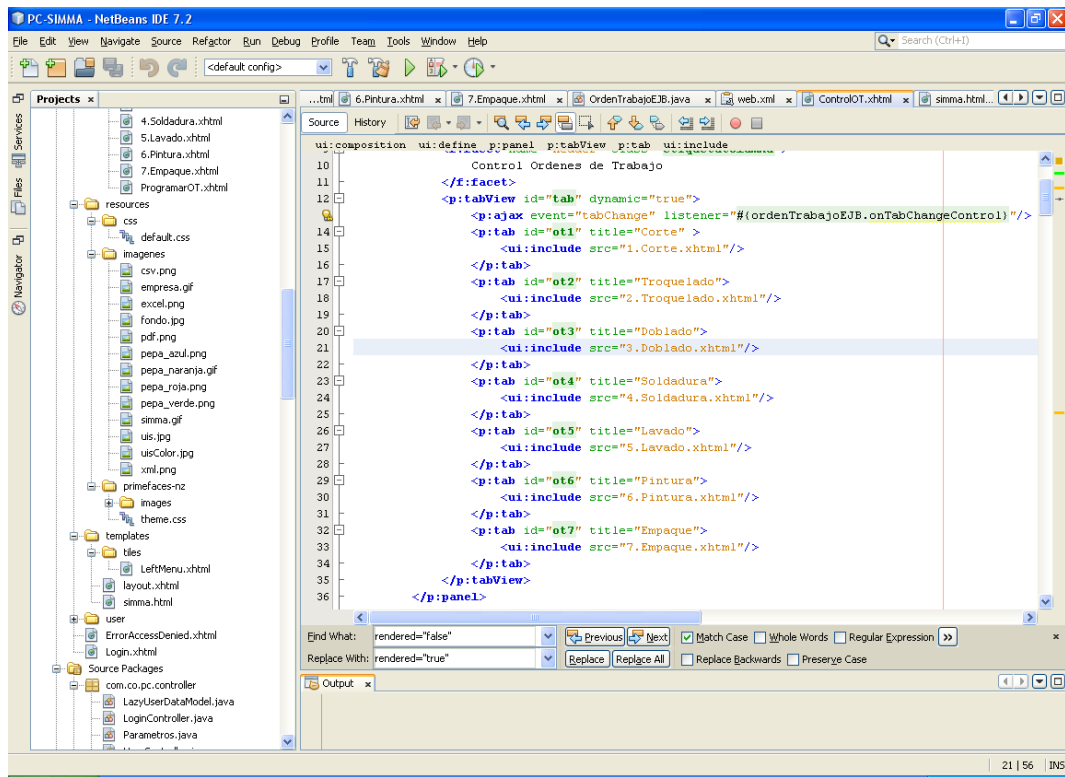 PC-SIMMA - NetBeans IDE 7.2
File Edit View Navigate Source Refactor Run Debug Profile Team Tools Window Help
Search (Ctrl+I)
<default config>
Projects
...tml 6.Pintura.xhtml 7.Empaque.xhtml OrdenTrabajoEJB.java web.xml ControlOT.xhtml simma.html...
Services
Files
Navigator
4.Soldadura.xhtml
5.Lavado.xhtml
6.Pintura.xhtml
7.Empaque.xhtml
ProgramarOT.xhtml
resources
css
default.css
imagenes
csv.png
empresa.gif
excel.png
fondo.jpg
pdf.png
pepa_azul.png
pepa_naranja.gif
pepa_roja.png
pepa_verde.png
simma.gif
uis.jpg
uisColor.jpg
xml.png
primefaces-nz
images
theme.css
templates
tiles
LeftMenu.xhtml
layout.xhtml
simma.html
user
ErrorAccessDenied.xhtml
Login.xhtml
Source Packages
com.co.pc.controller
LazyUserDataModel.java
LoginController.java
Parametros.java
Source History
ui:composition ui:define p:panel p:tabView p:tab ui:include
10 Control Ordenes de Trabajo
11 </f:facet>
12 <p:tabView id="tab" dynamic="true">
<p:ajax event="tabChange" listener="#{ordenTrabajoEJB.onTabChangeControl}"/>
14 <p:tab id="ot1" title="Corte" >
15 <ui:include src="1.Corte.xhtml"/>
16 </p:tab>
17 <p:tab id="ot2" title="Troquelado">
18 <ui:include src="2.Troquelado.xhtml"/>
19 </p:tab>
20 <p:tab id="ot3" title="Doblado">
21 <ui:include src="3.Doblado.xhtml"/>
22 </p:tab>
23 <p:tab id="ot4" title="Soldadura">
24 <ui:include src="4.Soldadura.xhtml"/>
25 </p:tab>
26 <p:tab id="ot5" title="Lavado">
27 <ui:include src="5.Lavado.xhtml"/>
28 </p:tab>
29 <p:tab id="ot6" title="Pintura">
30 <ui:include src="6.Pintura.xhtml"/>
31 </p:tab>
32 <p:tab id="ot7" title="Empaque">
33 <ui:include src="7.Empaque.xhtml"/>
34 </p:tab>
35 </p:tabView>
36 </p:panel>
Find What: rendered="false" Previous Next Match Case Whole Words Regular Expression
Replace With: rendered="true" Replace Replace All Replace Backwards Preserve Case
Output
21 | 56 INS